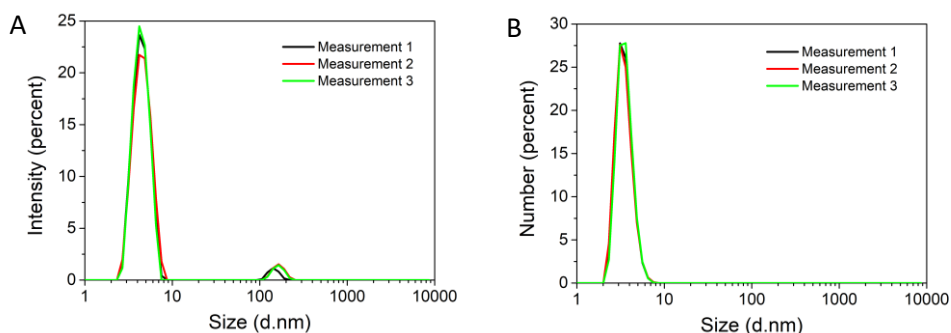 A
Intensity (percent)
25
20
15
10
5
0
Measurement 1
Measurement 2
Measurement 3
1
10
100
1000
10000
Size (d.nm)
B
Number (percent)
30
25
20
15
10
5
0
Measurement 1
Measurement 2
Measurement 3
1
10
100
1000
10000
Size (d.nm)